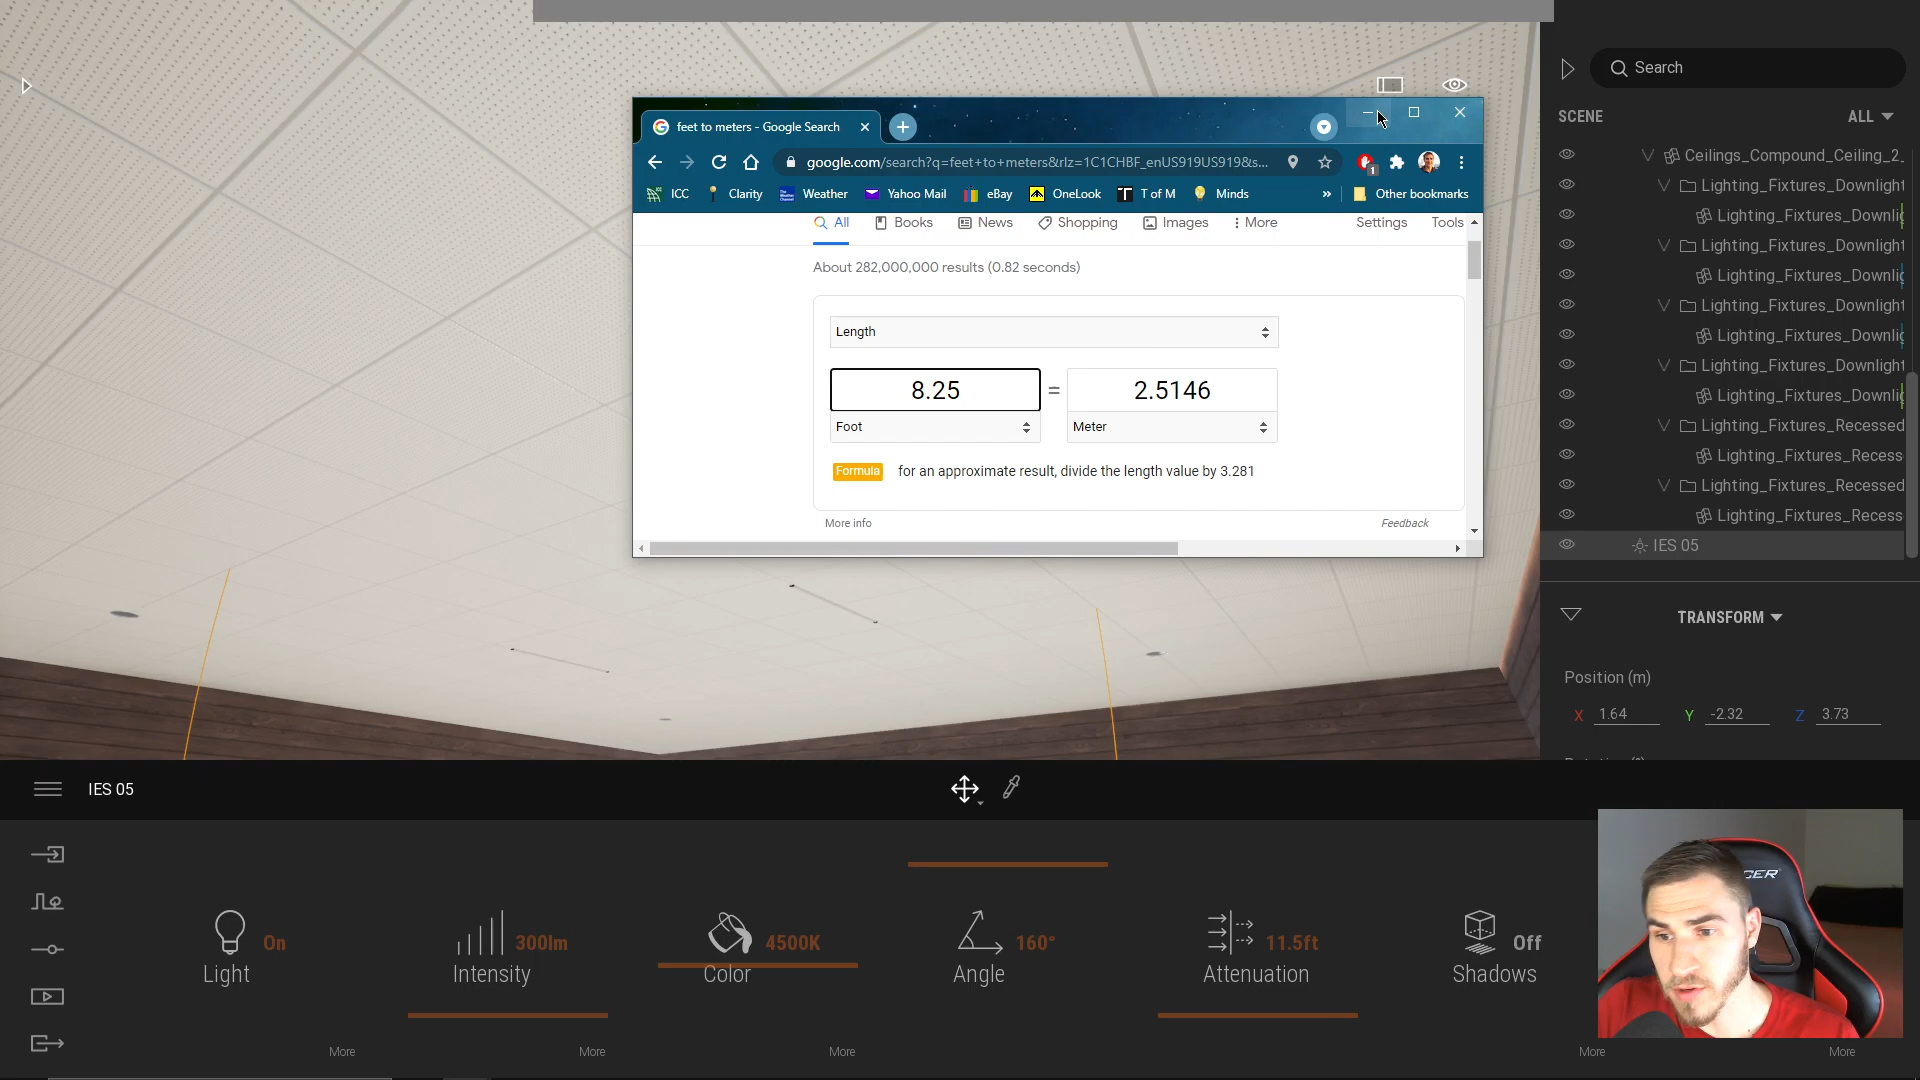 feet to meters - Google Search
google.com/search?q=feet+to+meters&rlz=1C1CHBF_enUS919US919&s...
1
ICC Clarity Weather Yahoo Mail eBay OneLook T of M Minds » Other bookmarks
All Books News Shopping Images More Settings Tools
About 282,000,000 results (0.82 seconds)
Length
8.25 = 2.5146
Foot Meter
Formula for an approximate result, divide the length value by 3.281
More info Feedback
Search
SCENE ALL
Ceilings_Compound_Ceiling_2_
Lighting_Fixtures_Downlight
Lighting_Fixtures_Downlig
Lighting_Fixtures_Downlight
Lighting_Fixtures_Downlig
Lighting_Fixtures_Downlight
Lighting_Fixtures_Downlig
Lighting_Fixtures_Downlight
Lighting_Fixtures_Downlig
Lighting_Fixtures_Recessed
Lighting_Fixtures_Recess
Lighting_Fixtures_Recessed
Lighting_Fixtures_Recess
IES 05
TRANSFORM
Position (m)
X 1.64 Y -2.32 Z 3.73
IES 05
On 300lm 4500K 160° 11.5ft Off
Light Intensity Color Angle Attenuation Shadows
More More More More More
CER